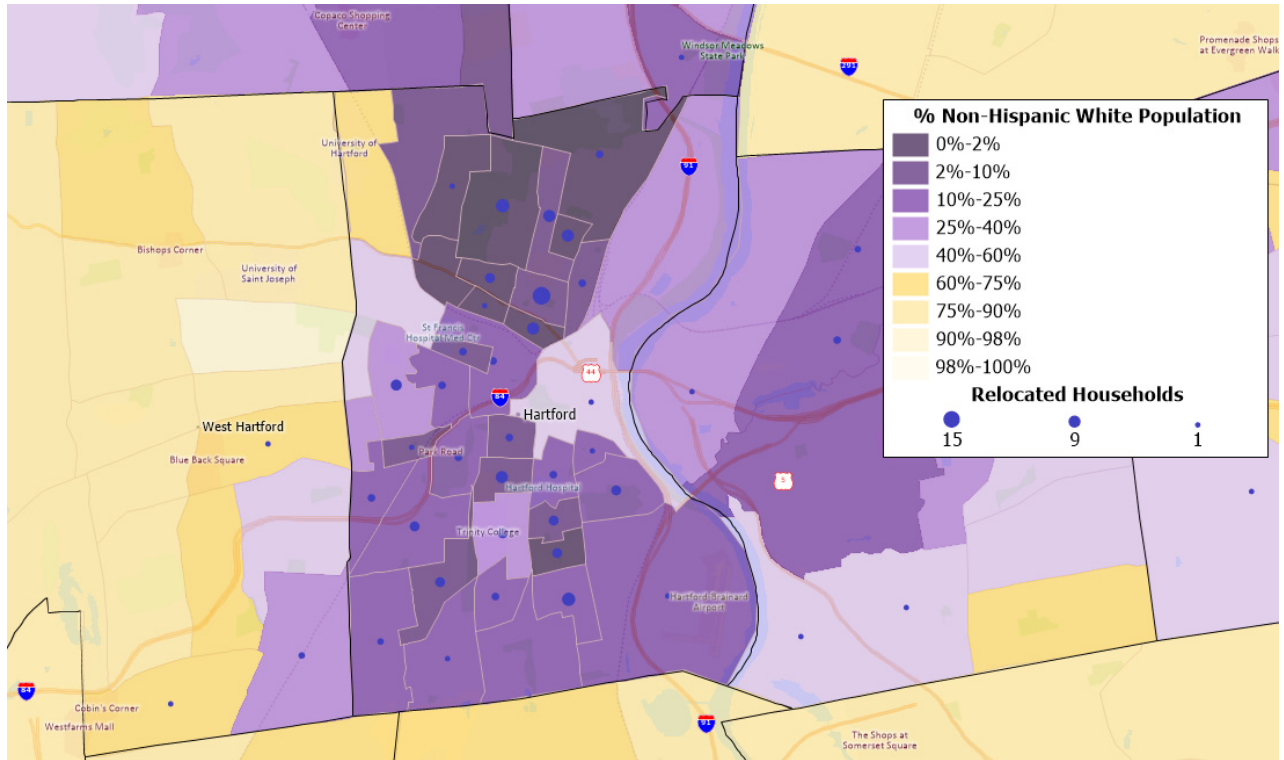 Copaco Shopping
Center
Windsor Meadows
State Park
291
Promenade Shops
at Evergreen Walk
% Non-Hispanic White Population
0%-2%
2%-10%
10%-25%
25%-40%
40%-60%
60%-75%
75%-90%
90%-98%
98%-100%
Relocated Households
15
9
1
University of
Hartford
91
Bishops Corner
University of
Saint Joseph
St Francis
Hospital Med Ctr
44
84
Hartford
West Hartford
Blue Back Square
Park Road
Hartford Hospital
5
Trinity College
Hartford Brainard
Airport
84
Corbin's Corner
Westfarms Mall
91
The Shops at
Somerset Square